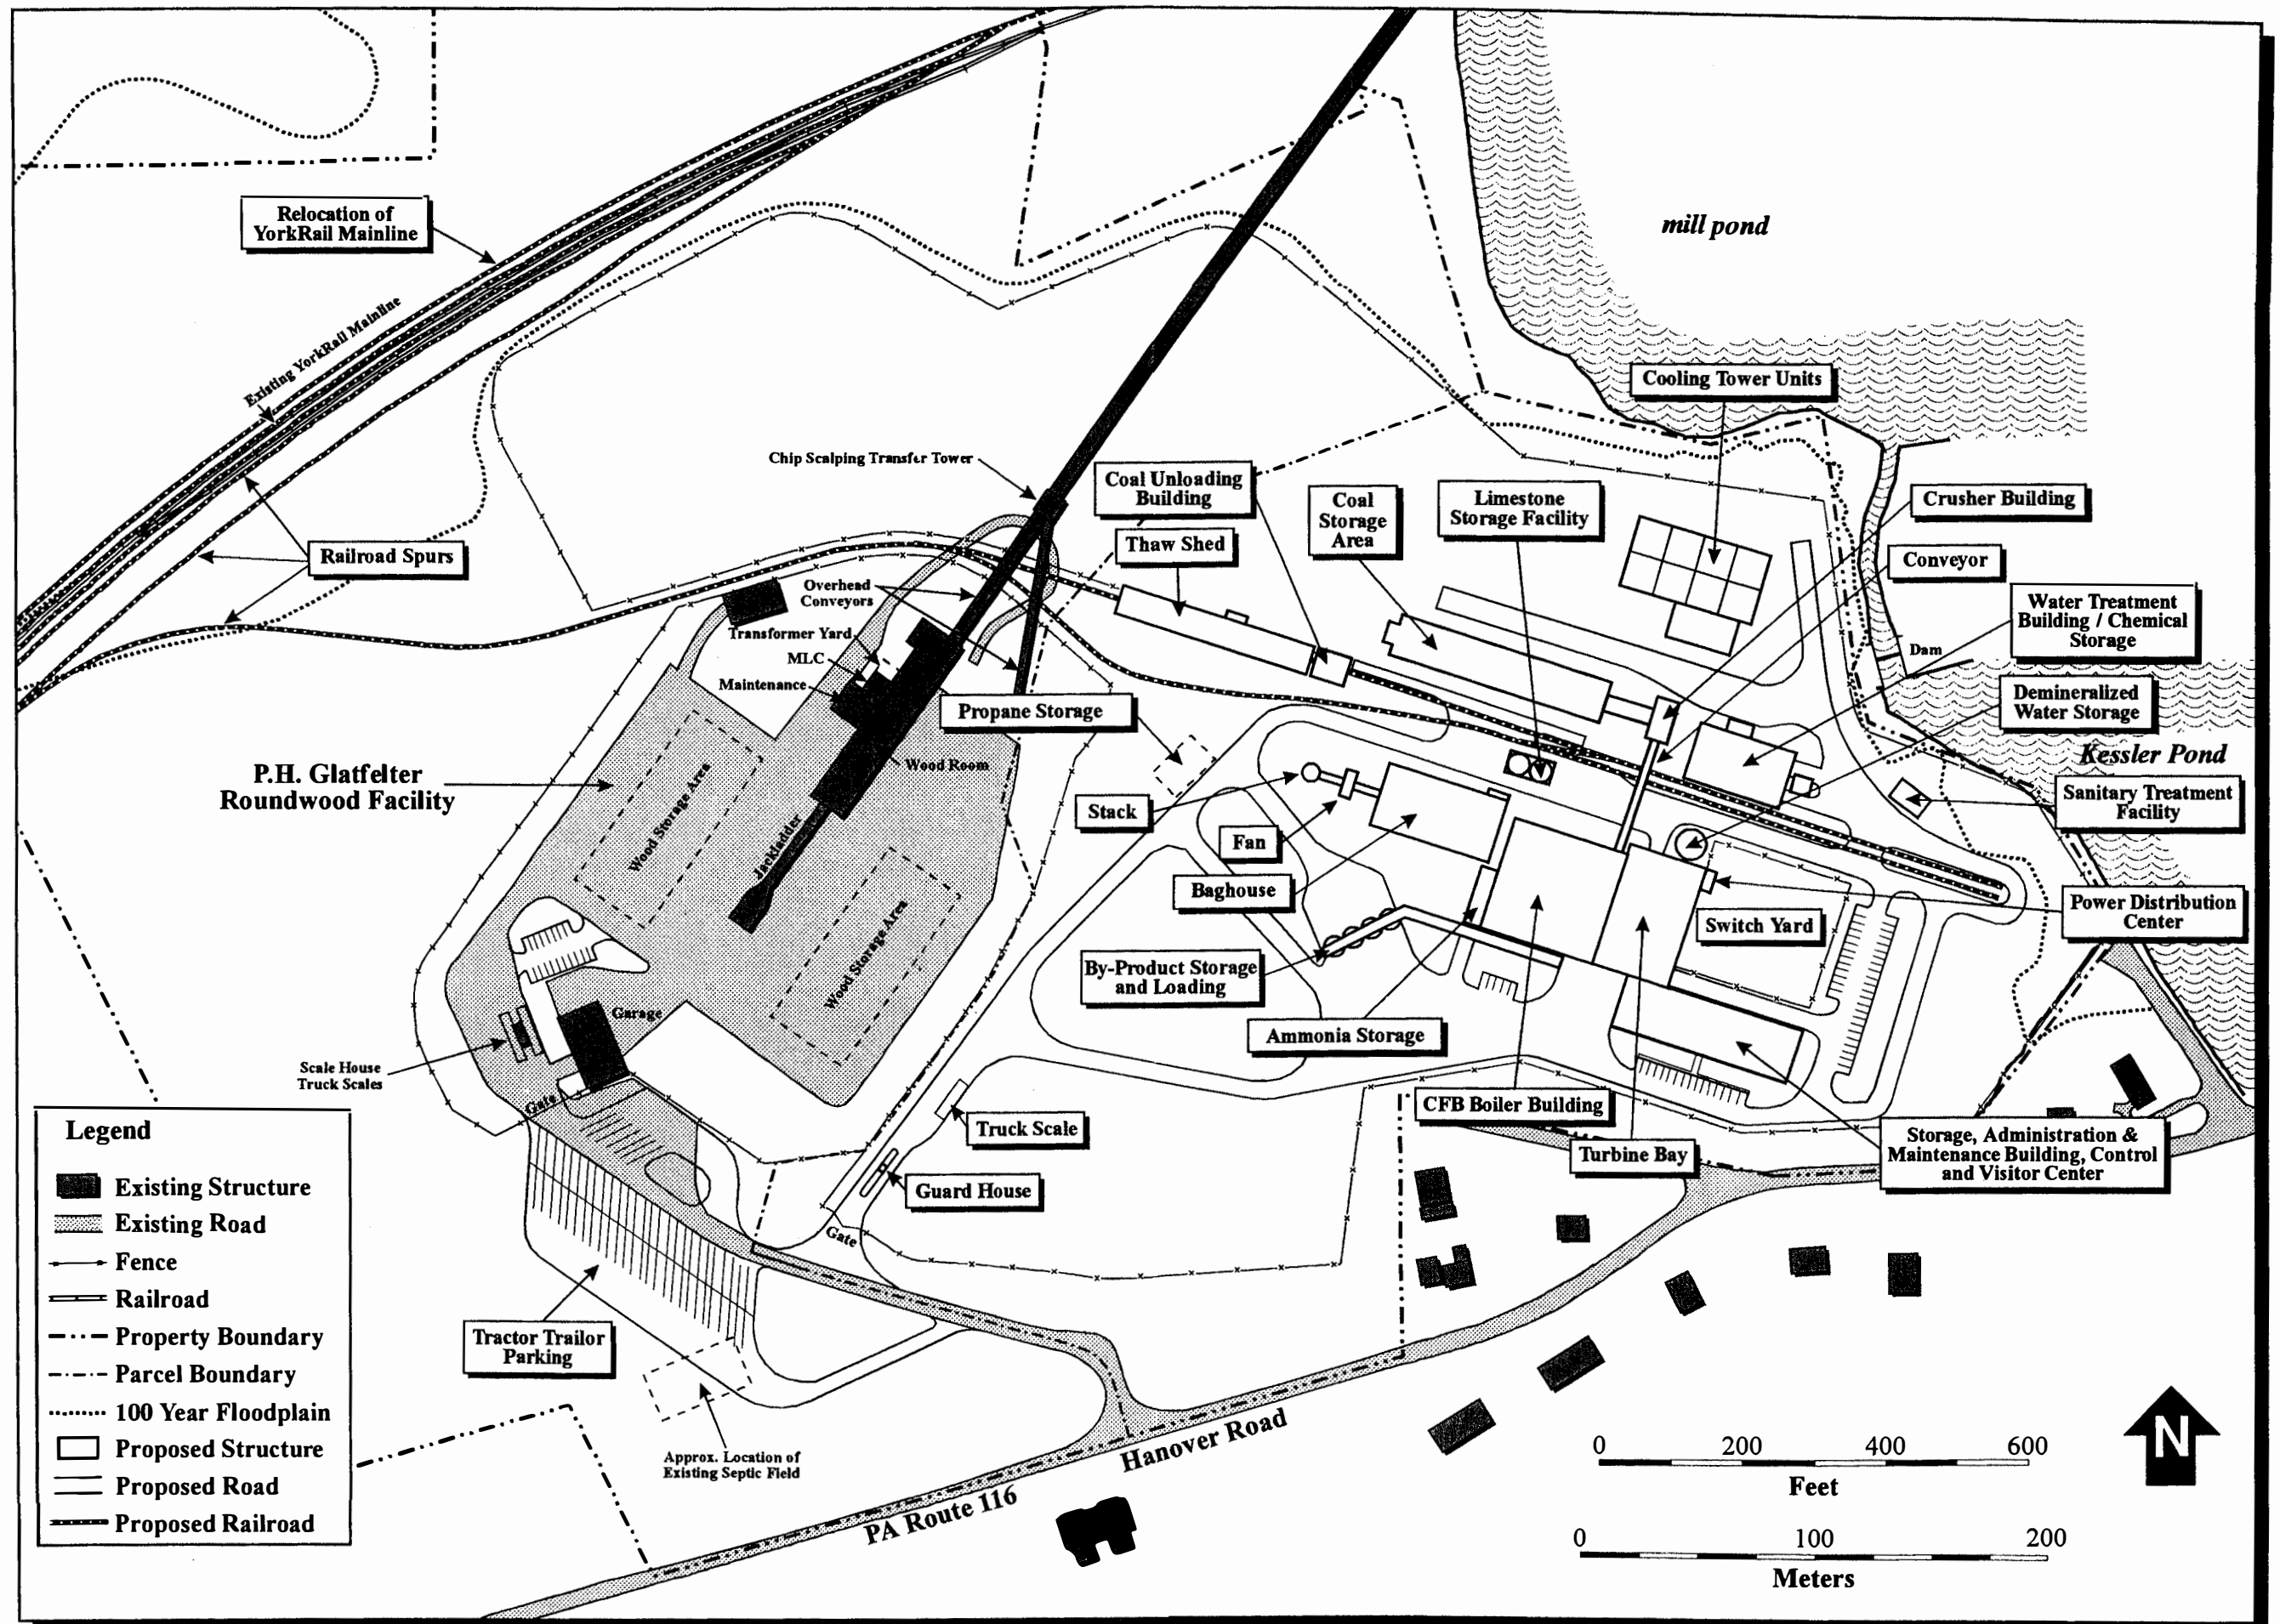 mill pond
Relocation of
YorkRail Mainline
Existing YorkRail Mainline
Cooling Tower Units
Chip Scalping Transfer Tower
Coal Unloading
Building
Coal
Storage
Area
Limestone
Storage Facility
Crusher Building
Thaw Shed
Railroad Spurs
Conveyor
Overhead
Conveyors
Water Treatment
Building / Chemical
Storage
Transformer Yard
MLC
Dam
Maintenance
Demineralized
Water Storage
Propane Storage
Kessler Pond
Wood Room
P.H. Glatfelter
Roundwood Facility
Sanitary Treatment
Facility
Stack
Wood Storage Area
Jackladder
Fan
Baghouse
Power Distribution
Center
Switch Yard
Wood Storage Area
By-Product Storage
and Loading
Garage
Ammonia Storage
Scale House
Truck Scales
Gate
CFB Boiler Building
Truck Scale
Turbine Bay
Storage, Administration &
Maintenance Building, Control
and Visitor Center
Guard House
Gate
Legend
Existing Structure
Existing Road
Fence
Railroad
Property Boundary
Parcel Boundary
100 Year Floodplain
Proposed Structure
Proposed Road
Proposed Railroad
Tractor Trailor
Parking
Approx. Location of
Existing Septic Field
Hanover Road
PA Route 116
0 200 400 600
Feet
0 100 200
Meters
N